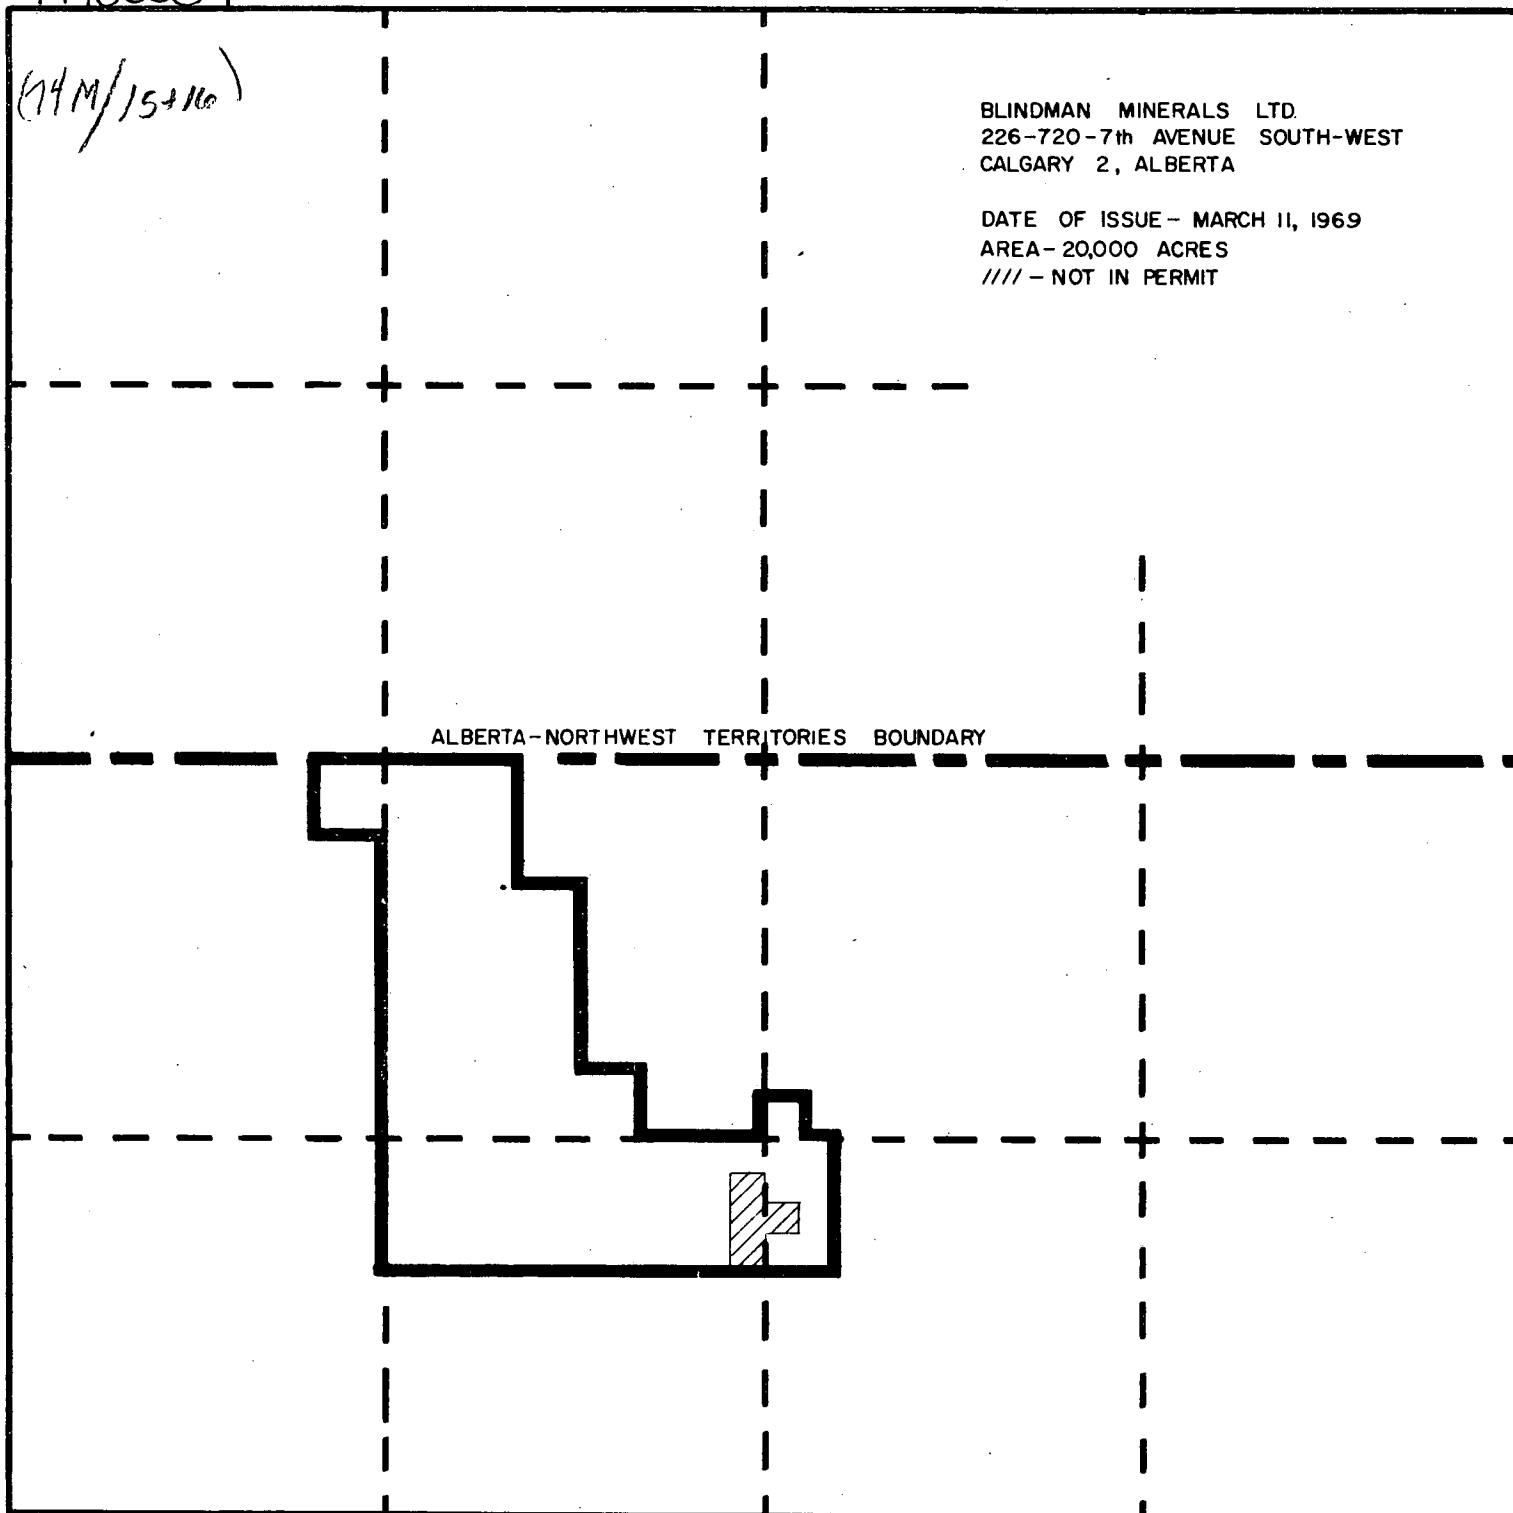 (74M/15+16)
BLINDMAN MINERALS LTD.
226-720-7th AVENUE SOUTH-WEST
CALGARY 2, ALBERTA
DATE OF ISSUE - MARCH 11, 1969
AREA - 20,000 ACRES
//// - NOT IN PERMIT
ALBERTA-NORTHWEST TERRITORIES BOUNDARY